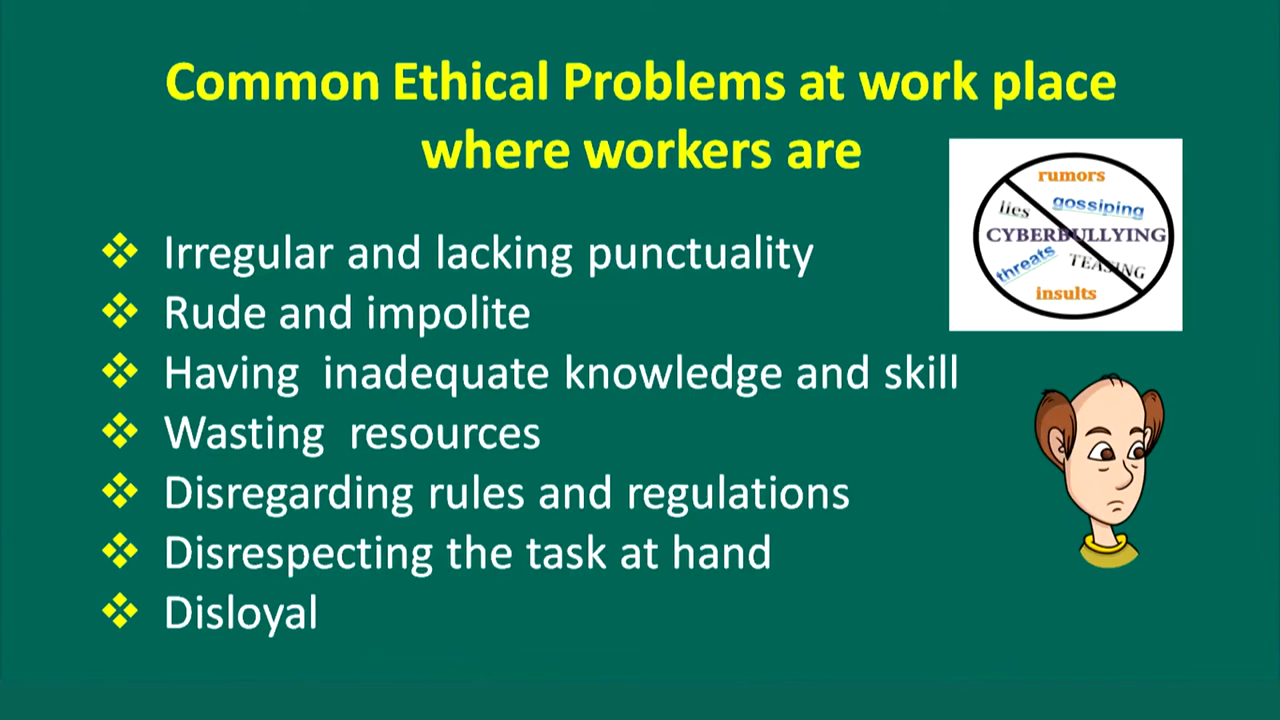 Common Ethical Problems at work place
where workers are
rumors
lies
gossiping
CYBERBULLYING
threats
TEASING
insults
❖ Irregular and lacking punctuality
❖ Rude and impolite
❖ Having inadequate knowledge and skill
❖ Wasting resources
❖ Disregarding rules and regulations
❖ Disrespecting the task at hand
❖ Disloyal